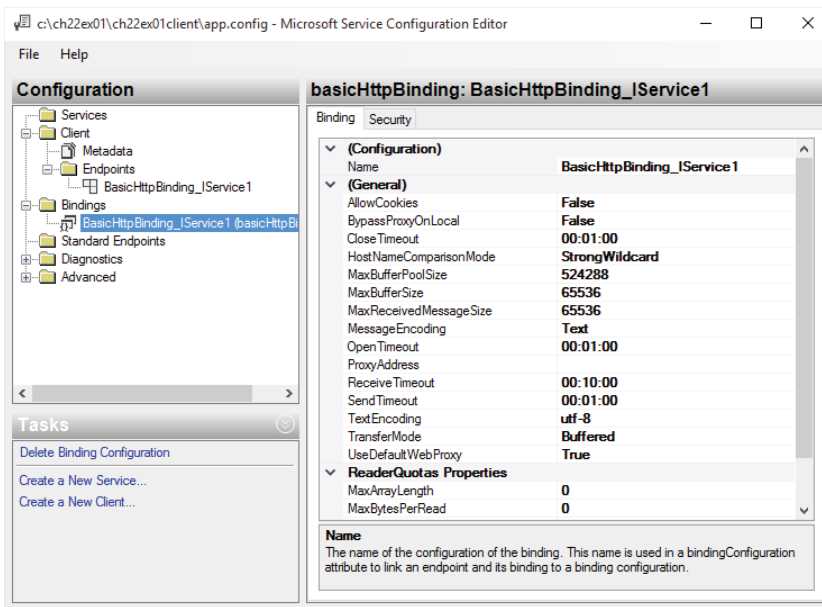 c:\ch22ex01\ch22ex01client\app.config - Microsoft Service Configuration Editor
File Help
Configuration
Services
Client
Metadata
Endpoints
BasicHttpBinding_IService1
Bindings
BasicHttpBinding_IService1 (basicHttpBi
Standard Endpoints
Diagnostics
Advanced
Tasks
Delete Binding Configuration
Create a New Service...
Create a New Client...
basicHttpBinding: BasicHttpBinding_IService1
Binding Security
(Configuration)
Name BasicHttpBinding_IService1
(General)
AllowCookies False
BypassProxyOnLocal False
CloseTimeout 00:01:00
HostNameComparisonMode StrongWildcard
MaxBufferPoolSize 524288
MaxBufferSize 65536
MaxReceivedMessageSize 65536
MessageEncoding Text
OpenTimeout 00:01:00
ProxyAddress
ReceiveTimeout 00:10:00
SendTimeout 00:01:00
TextEncoding utf-8
TransferMode Buffered
UseDefaultWebProxy True
ReaderQuotas Properties
MaxArrayLength 0
MaxBytesPerRead 0
Name
The name of the configuration of the binding. This name is used in a bindingConfiguration
attribute to link an endpoint and its binding to a binding configuration.